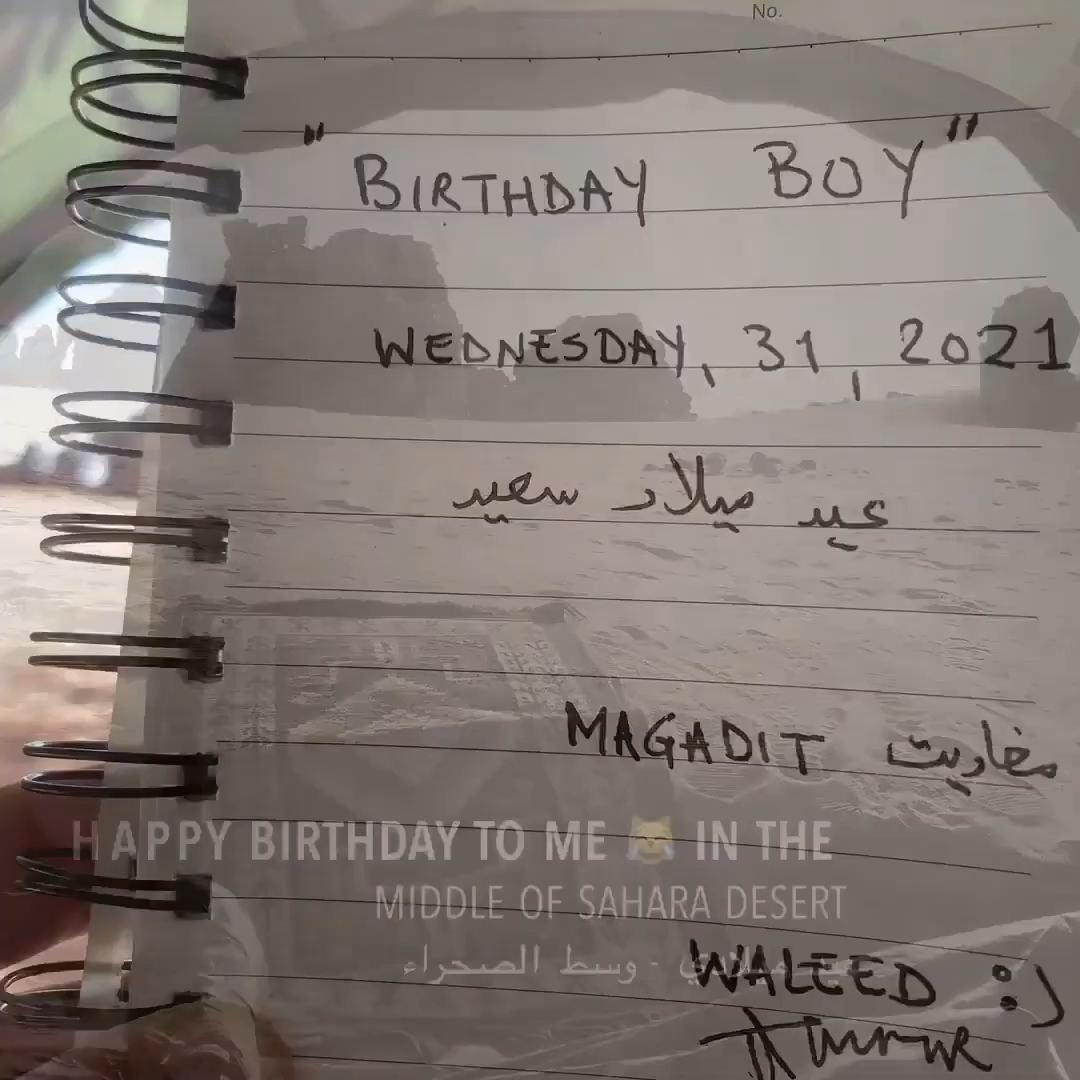 No.
"BIRTHDAY BOY"
WEDNESDAY, 31, 2021
عيد ميلاد سعيد
MAGADIT مغاديت
HAPPY BIRTHDAY TO ME 😹 IN THE
MIDDLE OF SAHARA DESERT
- وسط الصحراء
WALEED :)